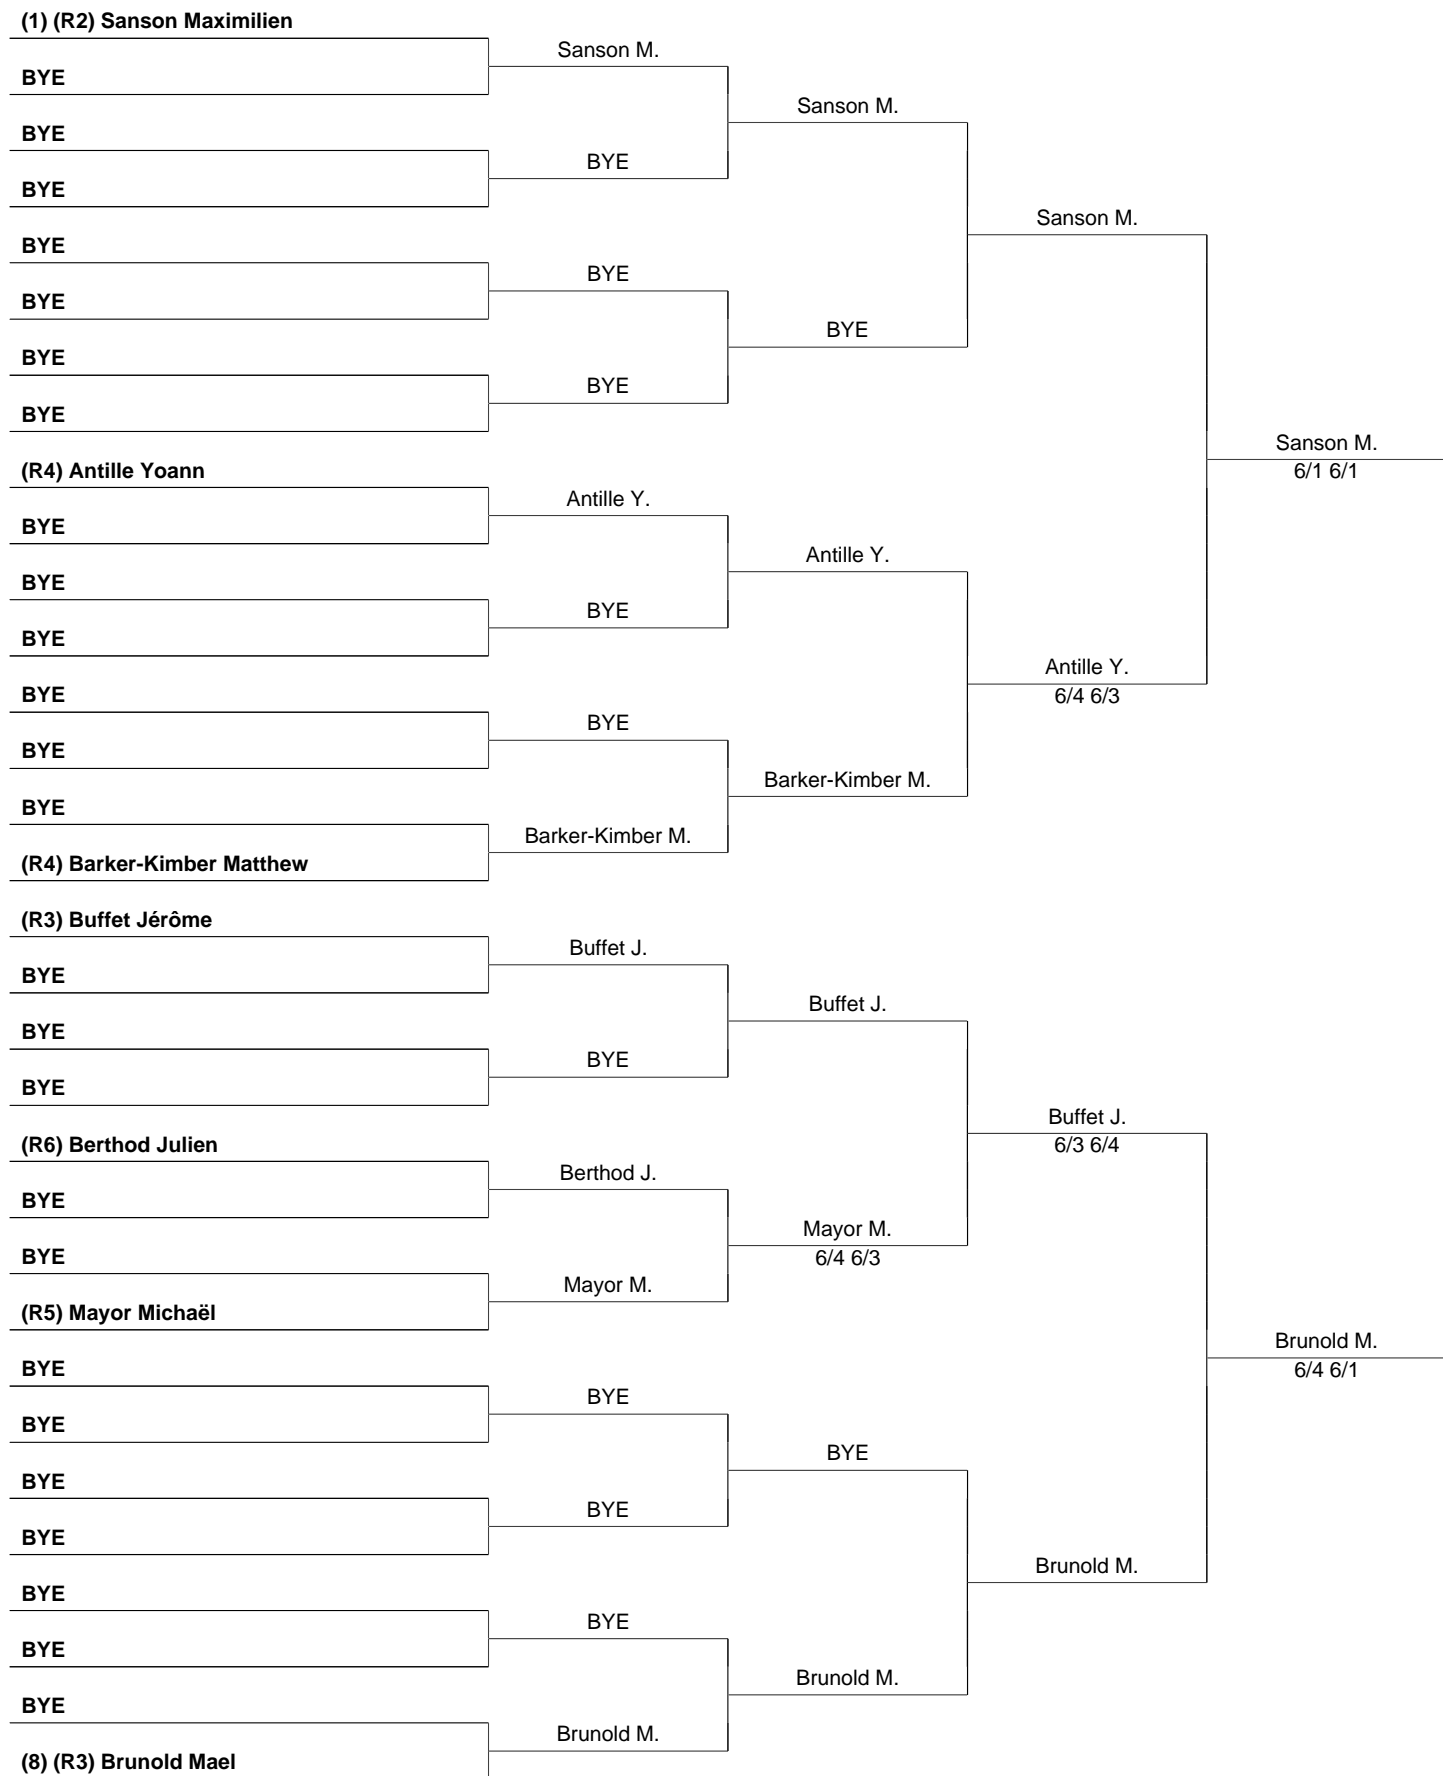 (1) (R2) Sanson Maximilien
Sanson M.
BYE
Sanson M.
BYE
BYE
BYE
Sanson M.
BYE
BYE
BYE
BYE
BYE
BYE
BYE
Sanson M.
6/1 6/1
(R4) Antille Yoann
Antille Y.
BYE
Antille Y.
BYE
BYE
BYE
Antille Y.
6/4 6/3
BYE
BYE
BYE
Barker-Kimber M.
BYE
Barker-Kimber M.
(R4) Barker-Kimber Matthew
(R3) Buffet Jérôme
Buffet J.
BYE
Buffet J.
BYE
BYE
BYE
Buffet J.
6/3 6/4
(R6) Berthod Julien
Berthod J.
BYE
Mayor M.
6/4 6/3
BYE
Mayor M.
(R5) Mayor Michaël
Brunold M.
6/4 6/1
BYE
BYE
BYE
BYE
BYE
BYE
BYE
Brunold M.
BYE
BYE
BYE
Brunold M.
BYE
Brunold M.
(8) (R3) Brunold Mael